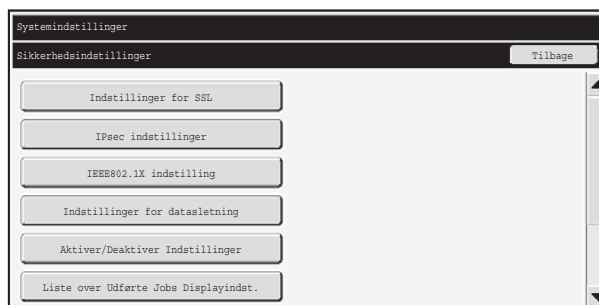 Systemindstillinger
Sikkerhedsindstillinger
Tilbage
Indstillinger for SSL
IPsec indstillinger
IEEE802.1X indstilling
Indstillinger for datasletning
Aktiver/Deaktiver Indstillinger
Liste over Udførte Jobs Displayindst.